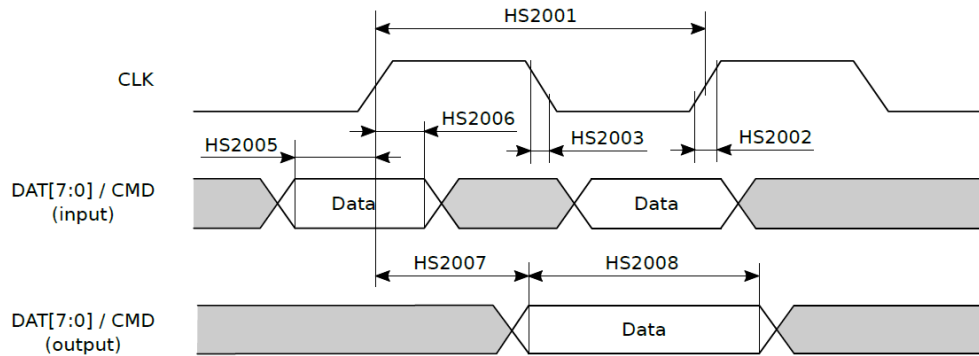 HS2001
CLK
HS2006
HS2005
HS2003
HS2002
DAT[7:0] / CMD
(input)
Data
Data
HS2007
HS2008
DAT[7:0] / CMD
(output)
Data